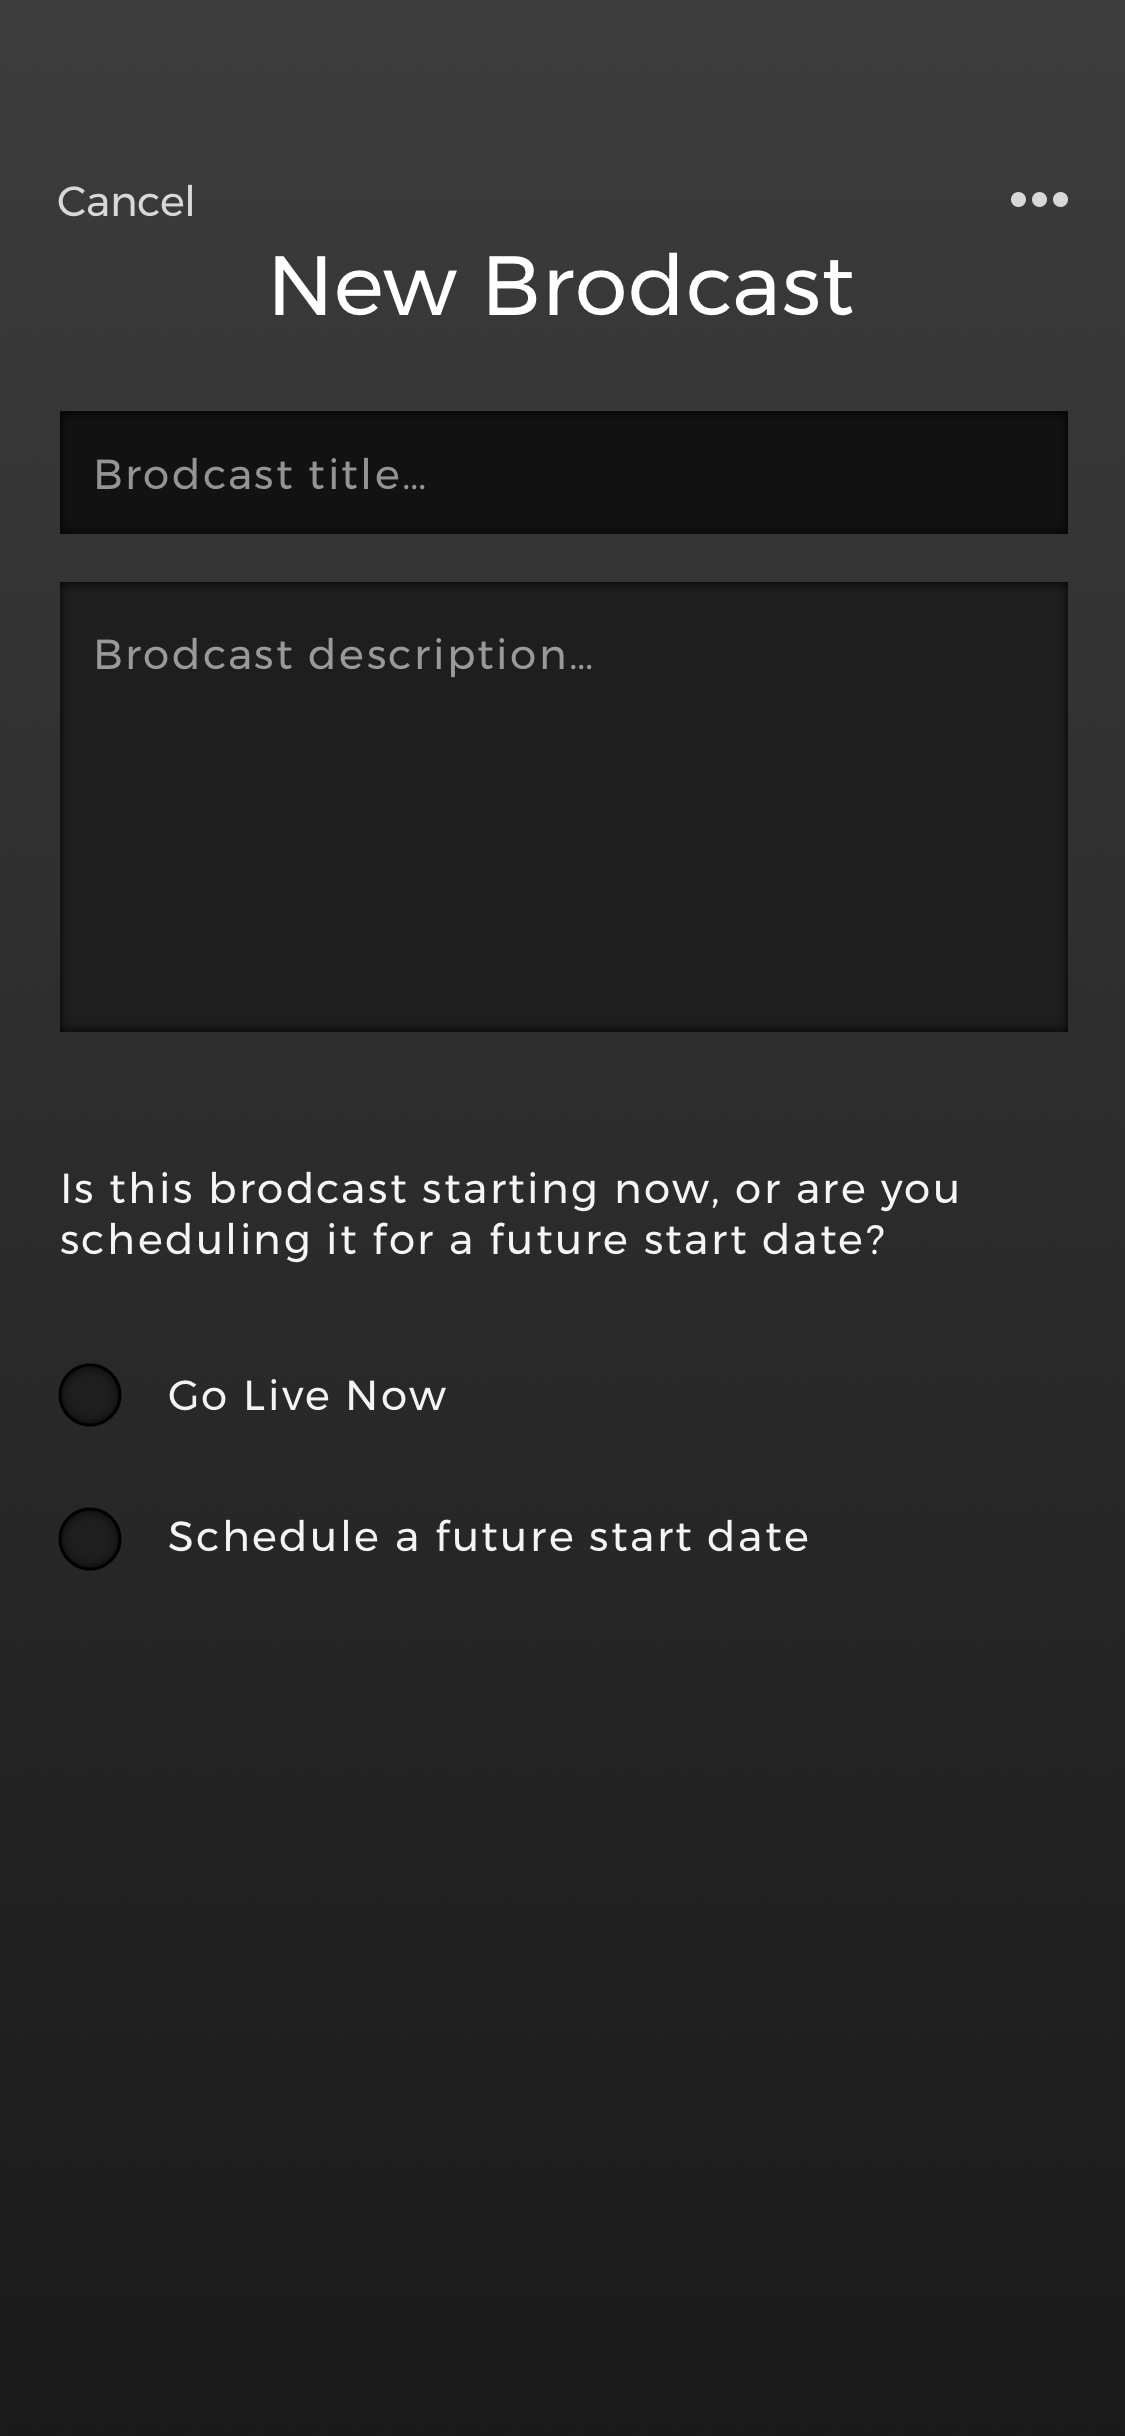 Cancel
New Brodcast
Brodcast title...
Brodcast description...
Is this brodcast starting now, or are you
scheduling it for a future start date?
Go Live Now
Schedule a future start date